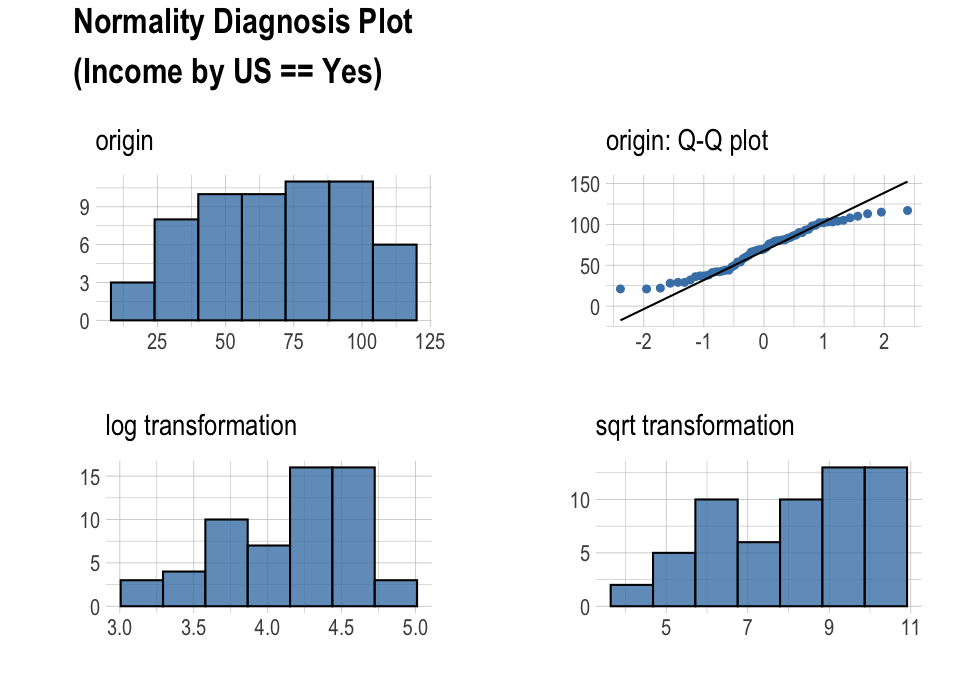 Normality Diagnosis Plot
(Income by US == Yes)
origin
9
6
3
0
25 50 75 100 125
origin: Q-Q plot
150
100
50
0
-2 -1 0 1 2
log transformation
15
10
5
0
3.0 3.5 4.0 4.5 5.0
sqrt transformation
10
5
0
5 7 9 11